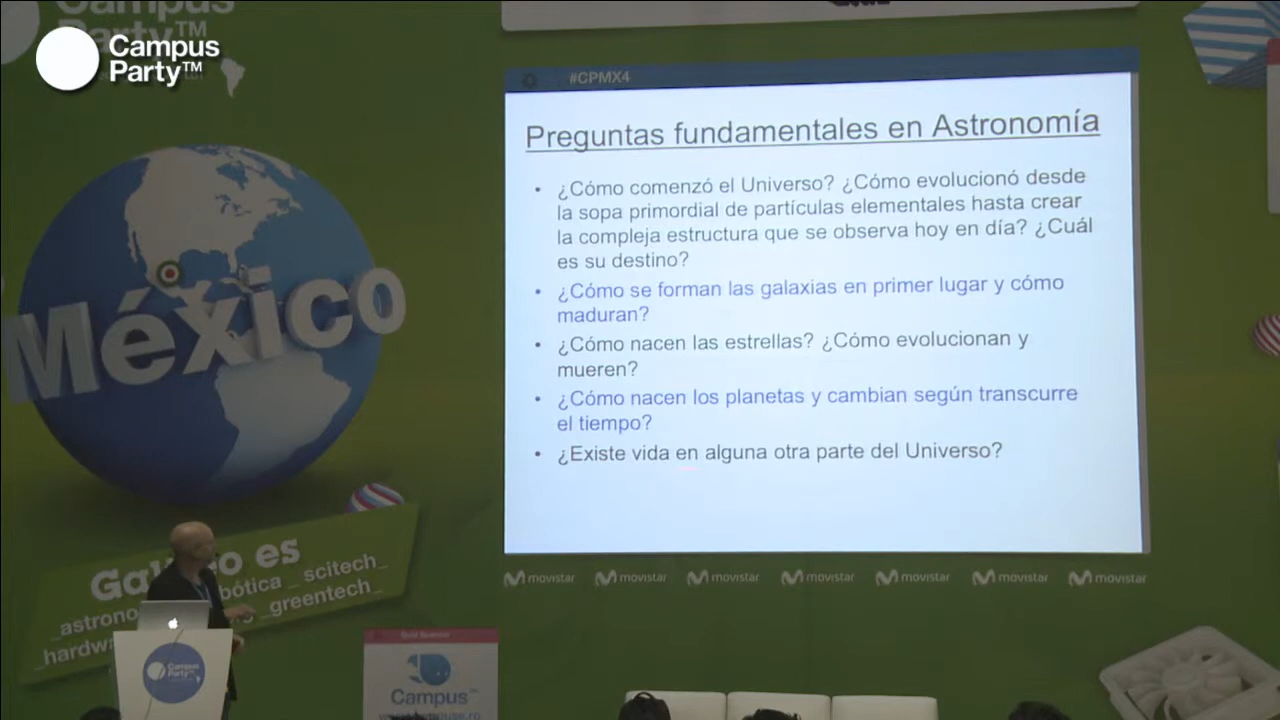 Campus
Party™
Campus
Party™
#CPMX4
Preguntas fundamentales en Astronomía
• ¿Cómo comenzó el Universo? ¿Cómo evolucionó desde
la sopa primordial de partículas elementales hasta crear
la compleja estructura que se observa hoy en día? ¿Cuál
es su destino?
• ¿Cómo se forman las galaxias en primer lugar y cómo
maduran?
• ¿Cómo nacen las estrellas? ¿Cómo evolucionan y
mueren?
• ¿Cómo nacen los planetas y cambian según transcurre
el tiempo?
• ¿Existe vida en alguna otra parte del Universo?
México
es
_scitech_
_greentech_
movistar movistar movistar movistar movistar movistar movistar
Campus
Party
Campus